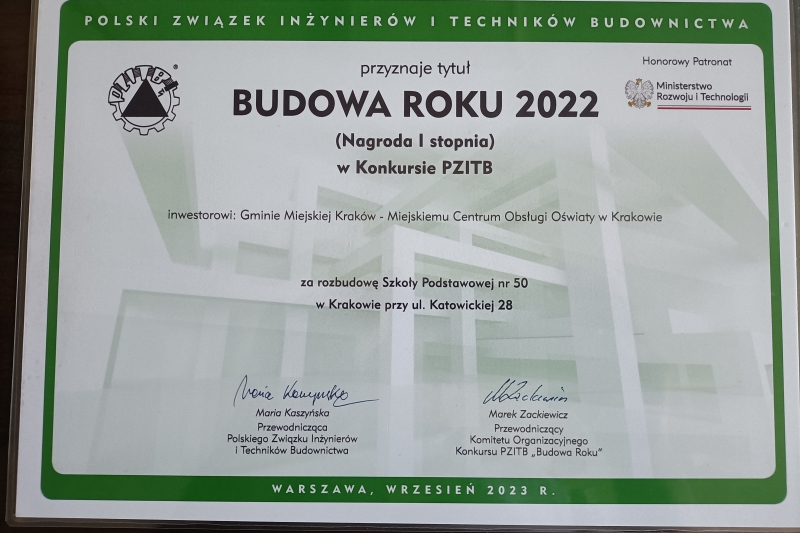 POLSKI ZWIĄZEK INŻYNIERÓW I TECHNIKÓW BUDOWNICTWA
PZITB
®
Honorowy Patronat
Ministerstwo
Rozwoju i Technologii
przyznaje tytuł
BUDOWA ROKU 2022
(Nagroda I stopnia)
w Konkursie PZITB
inwestorowi: Gminie Miejskiej Kraków - Miejskiemu Centrum Obsługi Oświaty w Krakowie
za rozbudowę Szkoły Podstawowej nr 50
w Krakowie przy ul. Katowickiej 28
Maria Kaszyńska
Maria Kaszyńska
Przewodnicząca
Polskiego Związku Inżynierów
i Techników Budownictwa
Marek Zackiewicz
Przewodniczący
Komitetu Organizacyjnego
Konkursu PZITB „Budowa Roku”
WARSZAWA, WRZESIEŃ 2023 R.